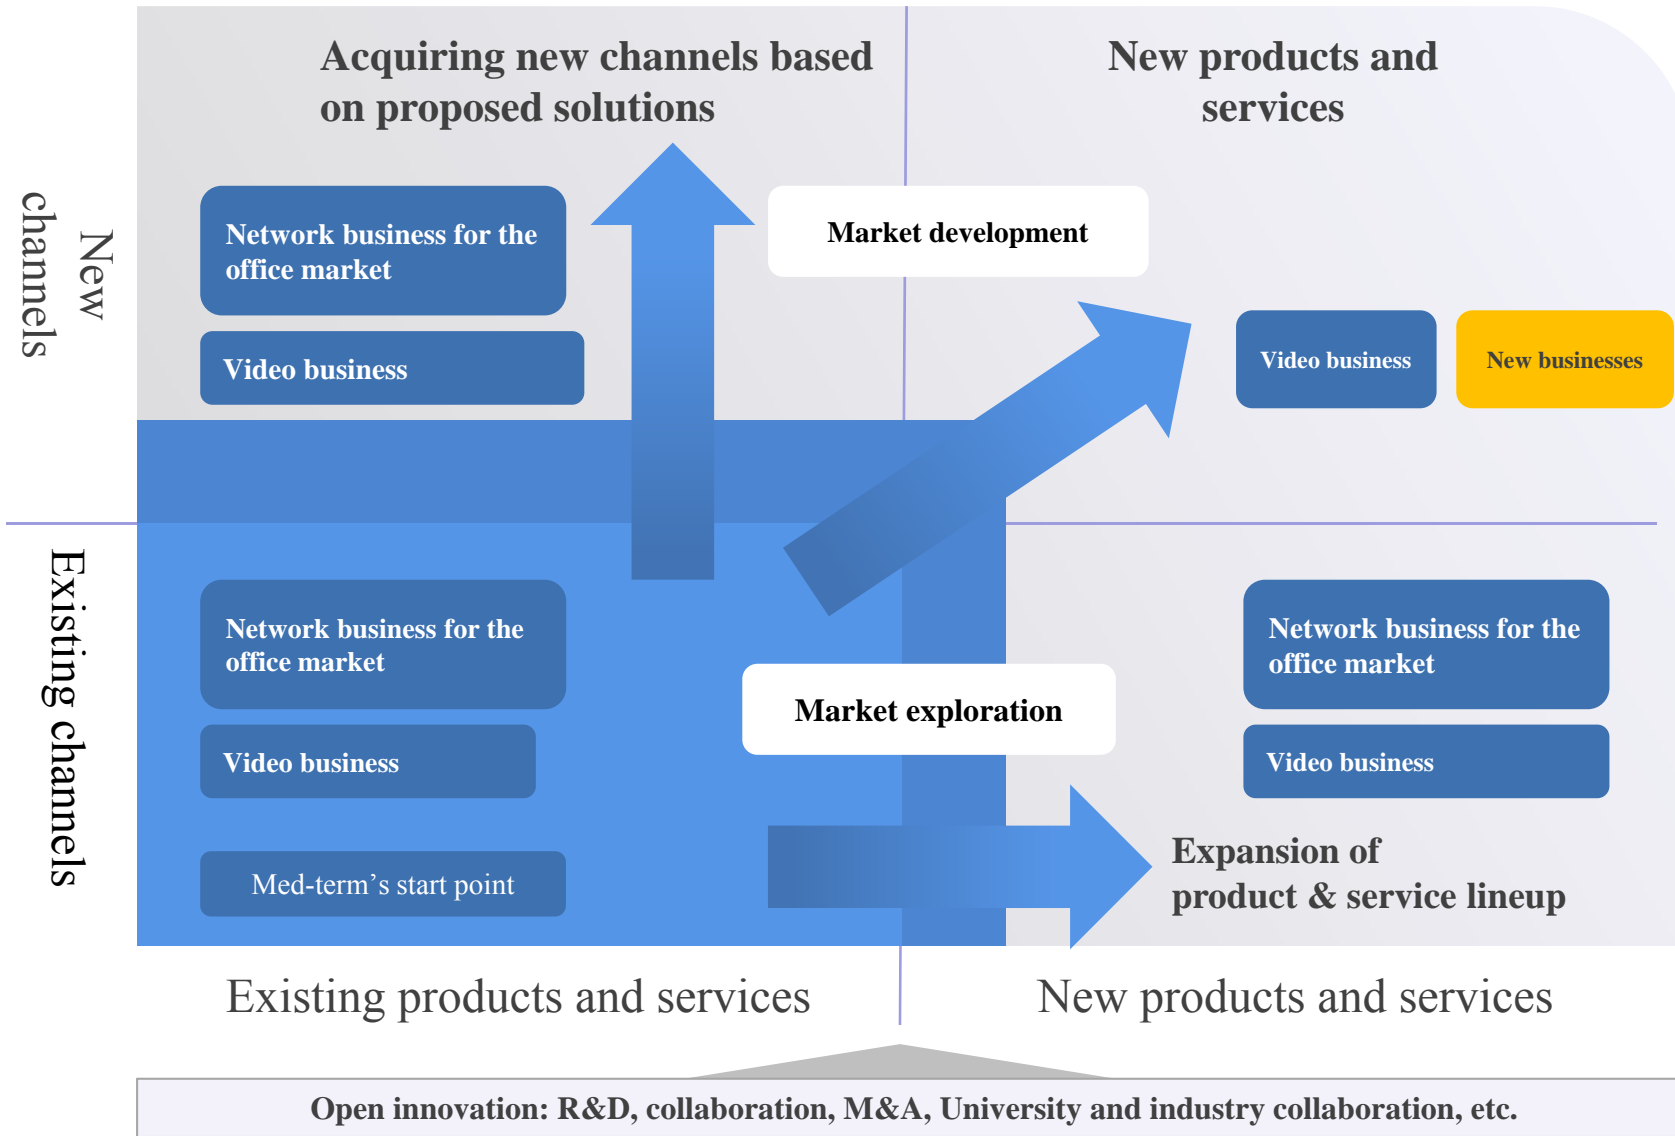 Acquiring new channels based
on proposed solutions
New products and
services
New
channels
Network business for the
office market
Market development
Video business
Video business
New businesses
Existing channels
Network business for the
office market
Network business for the
office market
Market exploration
Video business
Video business
Med-term’s start point
Expansion of
product & service lineup
Existing products and services
New products and services
Open innovation: R&D, collaboration, M&A, University and industry collaboration, etc.